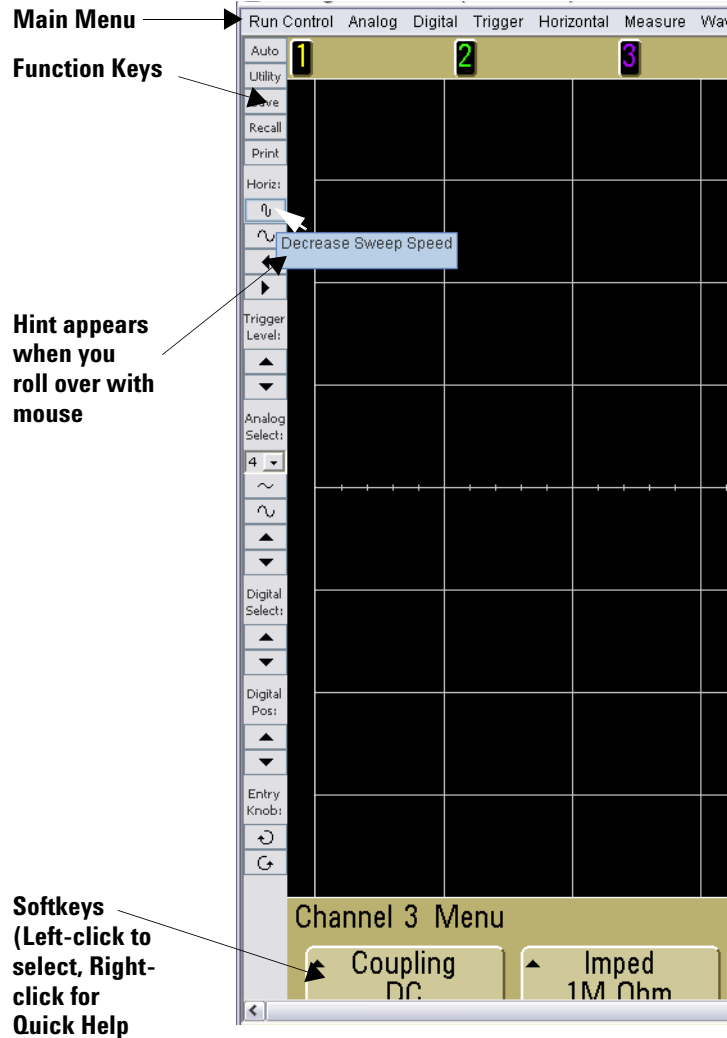 Main Menu
Run Control Analog Digital Trigger Horizontal Measure Wav
Function Keys
Auto
1 2 3
Utility
Recall
Print
Horiz:
Decrease Sweep Speed
Hint appears
when you
roll over with
mouse
Trigger
Level:
Analog
Select:
4
Digital
Select:
Digital
Pos:
Entry
Knob:
Softkeys
(Left-click to
select, Right-
click for
Quick Help
Channel 3 Menu
Coupling
DC
Imped
1M Ohm